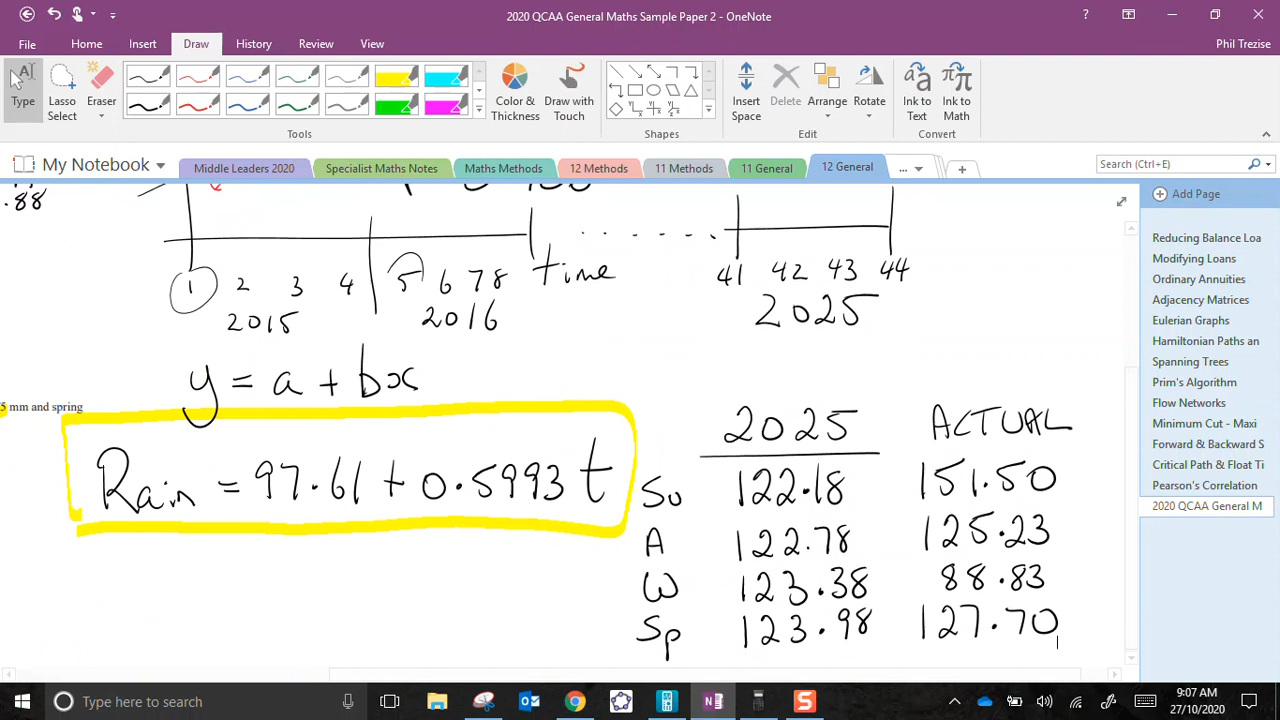 2020 QCAA General Maths Sample Paper 2 - OneNote
File Home Insert Draw History Review View Phil Trezise
Type Lasso Select Eraser Color & Thickness Draw with Touch Shapes Insert Space Delete Arrange Rotate Ink to Text Ink to Math
Tools Shapes Edit Convert
My Notebook Middle Leaders 2020 Specialist Maths Notes Maths Methods 12 Methods 11 Methods 11 General 12 General ... Search (Ctrl+E)
Add Page
.88
1 2 3 4 5 6 7 8 time 41 42 43 44
2015 2016 2025
y = a + bx
5 mm and spring
Rain = 97.61 + 0.5993 t
2025 ACTUAL
Su 122.18 151.50
A 122.78 125.23
W 123.38 88.83
Sp 123.98 127.70
Reducing Balance Loa
Modifying Loans
Ordinary Annuities
Adjacency Matrices
Eulerian Graphs
Hamiltonian Paths an
Spanning Trees
Prim's Algorithm
Flow Networks
Minimum Cut - Maxi
Forward & Backward S
Critical Path & Float Ti
Pearson's Correlation
2020 QCAA General M
Type here to search
9:07 AM
27/10/2020